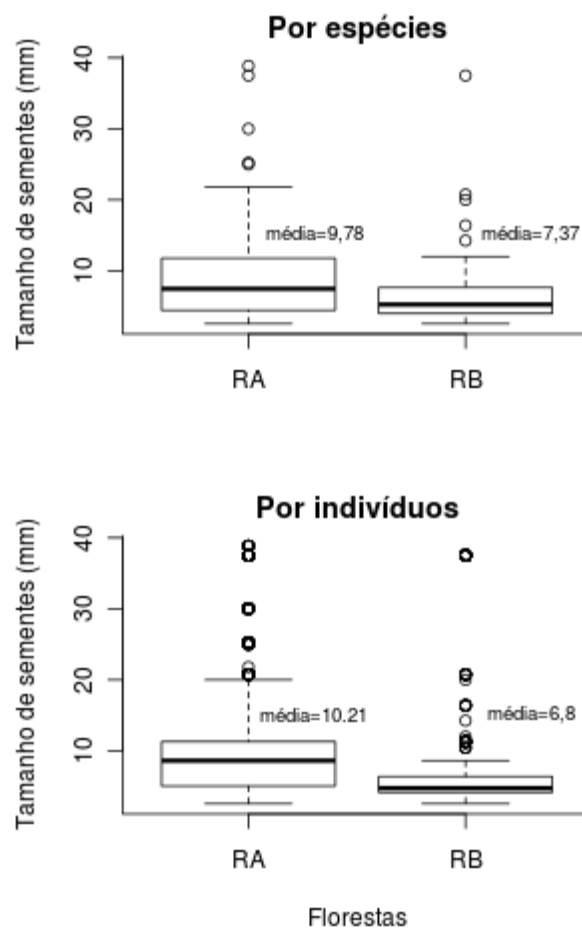 Por espécies
Tamanho de sementes (mm)
40
30
20
10
média=9,78
média=7,37
RA
RB
Por indivíduos
Tamanho de sementes (mm)
40
30
20
10
média=10.21
média=6,8
RA
RB
Florestas